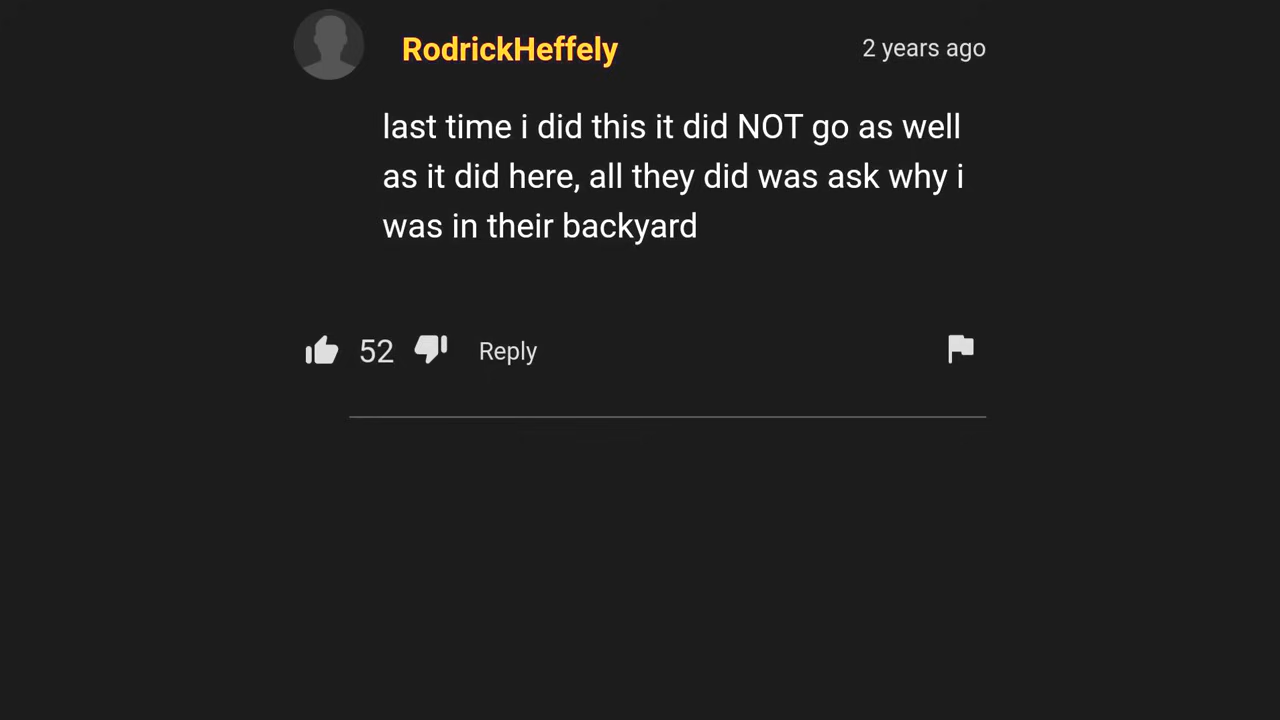 RodrickHeffely 2 years ago
last time i did this it did NOT go as well
as it did here, all they did was ask why i
was in their backyard
52 Reply